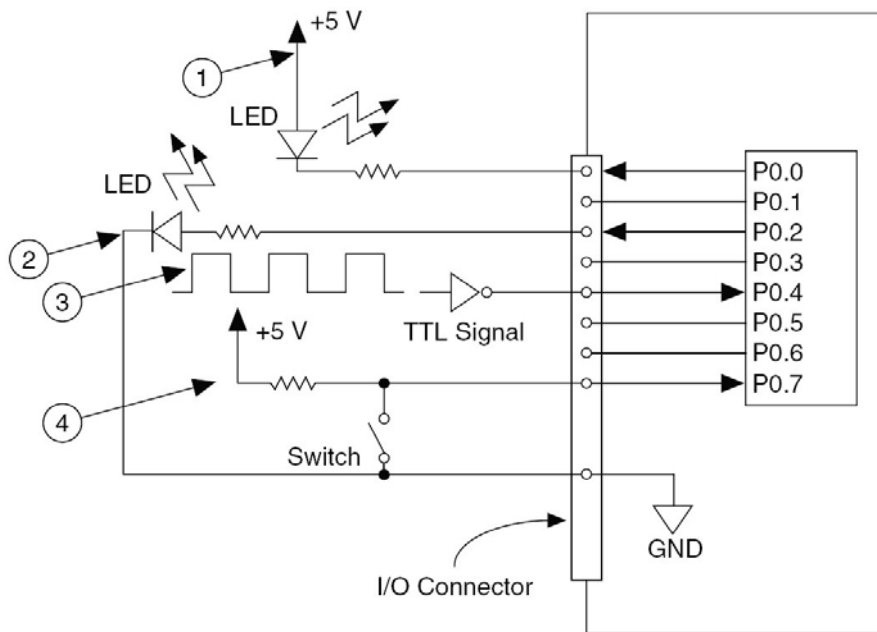 +5 V
1
LED
P0.0
LED
P0.1
2
P0.2
P0.3
3
P0.4
TTL Signal
+5 V
P0.5
P0.6
P0.7
4
Switch
GND
I/O Connector